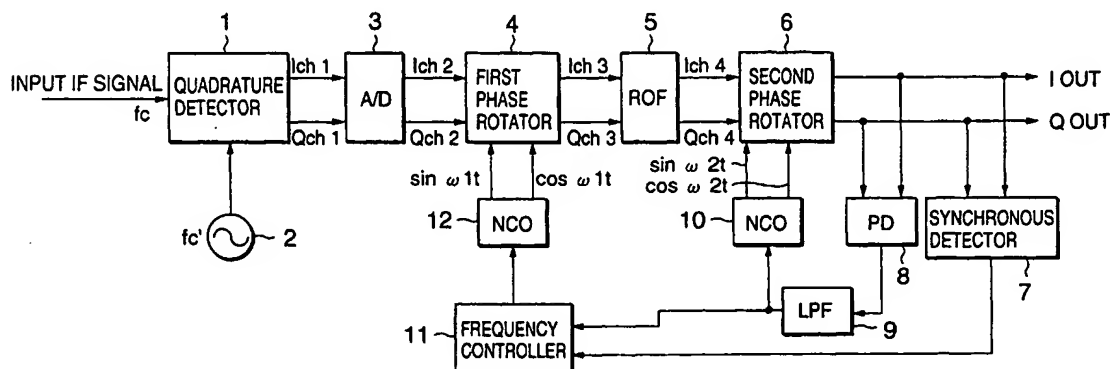 1
3
4
5
6
INPUT IF SIGNAL
fc
QUADRATURE
DETECTOR
Ich 1
Qch 1
A/D
Ich 2
Qch 2
FIRST
PHASE
ROTATOR
Ich 3
Qch 3
ROF
Ich 4
Qch 4
SECOND
PHASE
ROTATOR
I OUT
Q OUT
sin ω 1t
cos ω 1t
sin ω 2t
cos ω 2t
fc'
2
12
NCO
10
NCO
PD
8
SYNCHRONOUS
DETECTOR
7
11
FREQUENCY
CONTROLLER
LPF
9